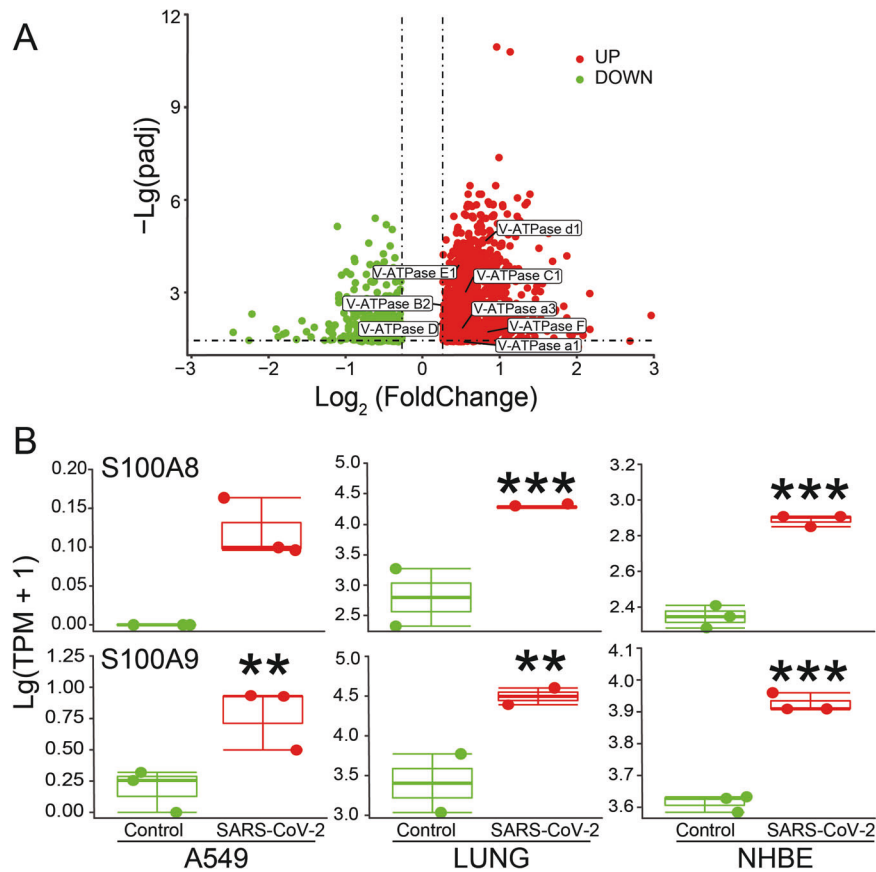 A
UP
DOWN
12
9
6
3
−Lg(padj)
V-ATPase d1
V-ATPase E1
V-ATPase C1
V-ATPase B2
V-ATPase a3
V-ATPase D
V-ATPase F
V-ATPase a1
−3 −2 −1 0 1 2 3
Log2 (FoldChange)
B
Lg(TPM + 1)
S100A8
0.20
0.15
0.10
0.05
0.00
5.0
4.5
4.0
3.5
3.0
2.5
***
3.2
2.8
2.4
***
S100A9
1.25
1.00
0.75
0.50
0.25
0.00
**
5.0
4.5
4.0
3.5
3.0
**
4.1
4.0
3.9
3.8
3.7
3.6
***
Control SARS-CoV-2 Control SARS-CoV-2 Control SARS-CoV-2
A549 LUNG NHBE